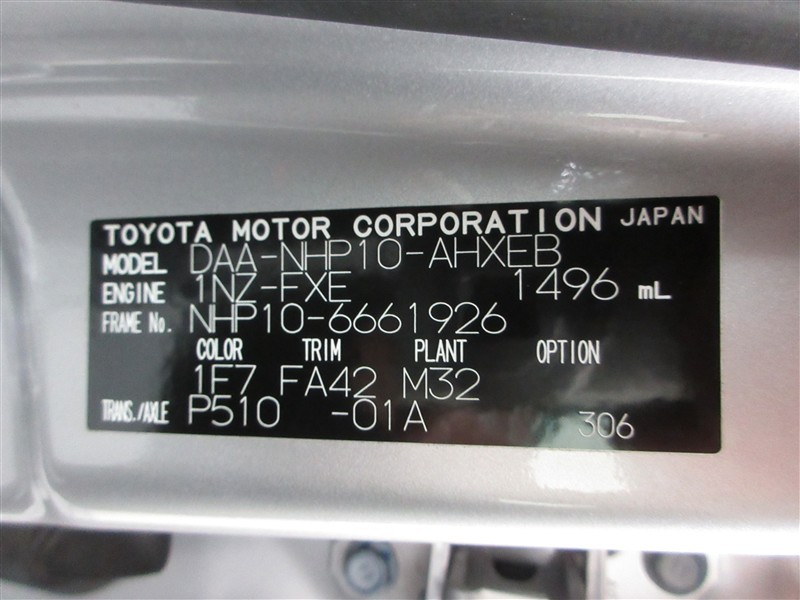 TOYOTA MOTOR CORPORATION JAPAN
MODEL DAA-NHP10-AHXEB
ENGINE 1NZ-FXE 1496 mL
FRAME No. NHP10-6661926
COLOR TRIM PLANT OPTION
1F7 FA42 M32
TRANS./AXLE P510 -01A 306